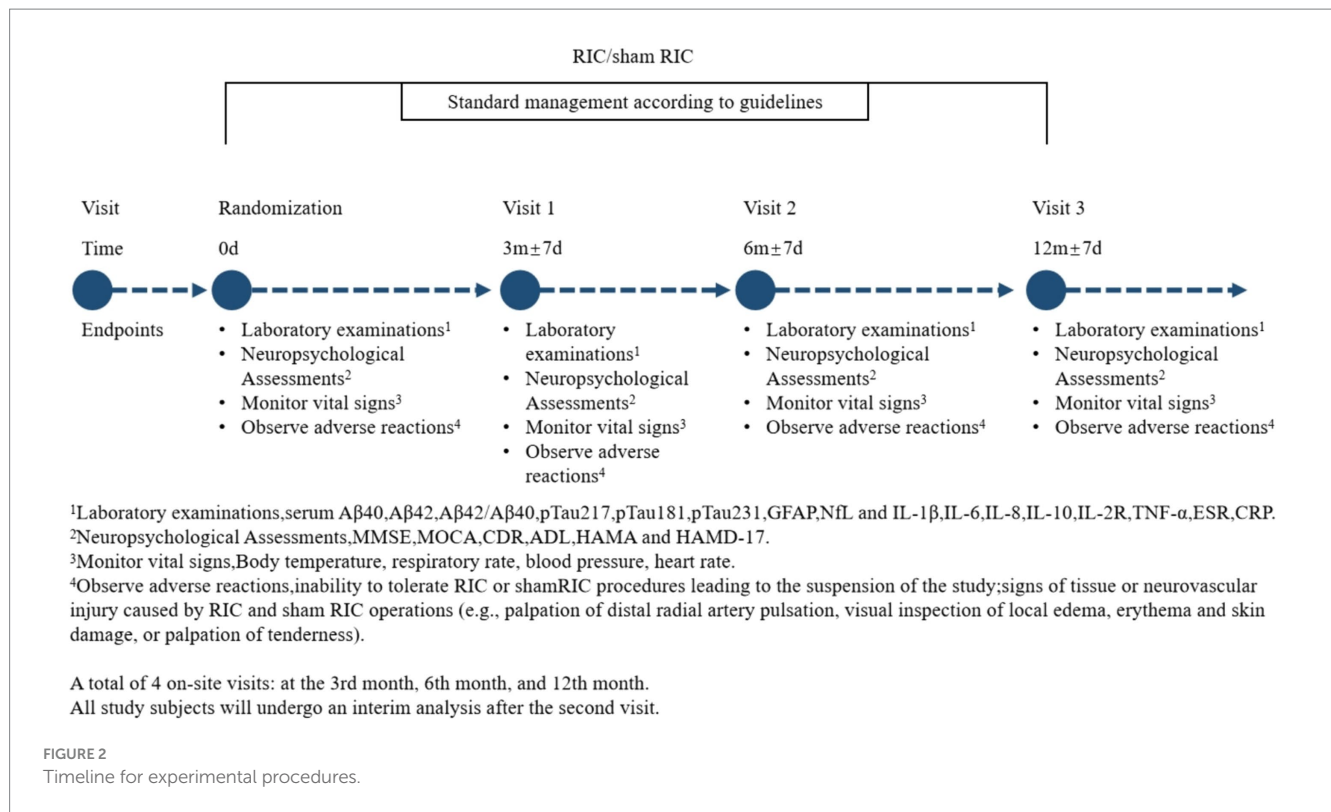 RIC/sham RIC
Standard management according to guidelines
Visit Randomization Visit 1 Visit 2 Visit 3
Time 0d 3m±7d 6m±7d 12m±7d
Endpoints
• Laboratory examinations¹
• Neuropsychological
Assessments²
• Monitor vital signs³
• Observe adverse reactions⁴
• Laboratory
examinations¹
• Neuropsychological
Assessments²
• Monitor vital signs³
• Observe adverse
reactions⁴
• Laboratory examinations¹
• Neuropsychological
Assessments²
• Monitor vital signs³
• Observe adverse reactions⁴
• Laboratory examinations¹
• Neuropsychological
Assessments²
• Monitor vital signs³
• Observe adverse reactions⁴
¹Laboratory examinations,serum Aβ40,Aβ42,Aβ42/Aβ40,pTau217,pTau181,pTau231,GFAP,NfL and IL-1β,IL-6,IL-8,IL-10,IL-2R,TNF-α,ESR,CRP.
²Neuropsychological Assessments,MMSE,MOCA,CDR,ADL,HAMA and HAMD-17.
³Monitor vital signs,Body temperature, respiratory rate, blood pressure, heart rate.
⁴Observe adverse reactions,inability to tolerate RIC or shamRIC procedures leading to the suspension of the study;signs of tissue or neurovascular
injury caused by RIC and sham RIC operations (e.g., palpation of distal radial artery pulsation, visual inspection of local edema, erythema and skin
damage, or palpation of tenderness).
A total of 4 on-site visits: at the 3rd month, 6th month, and 12th month.
All study subjects will undergo an interim analysis after the second visit.
FIGURE 2
Timeline for experimental procedures.